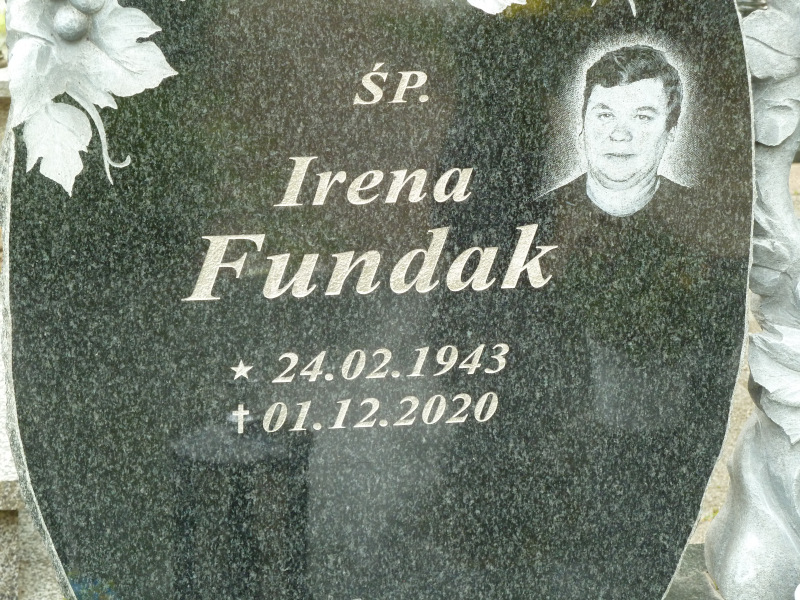 ŚP.
Irena
Fundak
★ 24.02.1943
✝ 01.12.2020